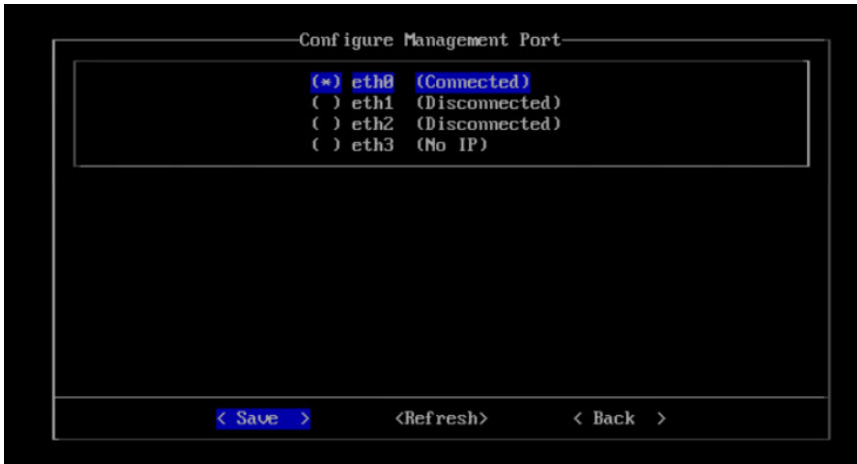 Configure Management Port
(*) eth0 (Connected)
( ) eth1 (Disconnected)
( ) eth2 (Disconnected)
( ) eth3 (No IP)
< Save > <Refresh> < Back >